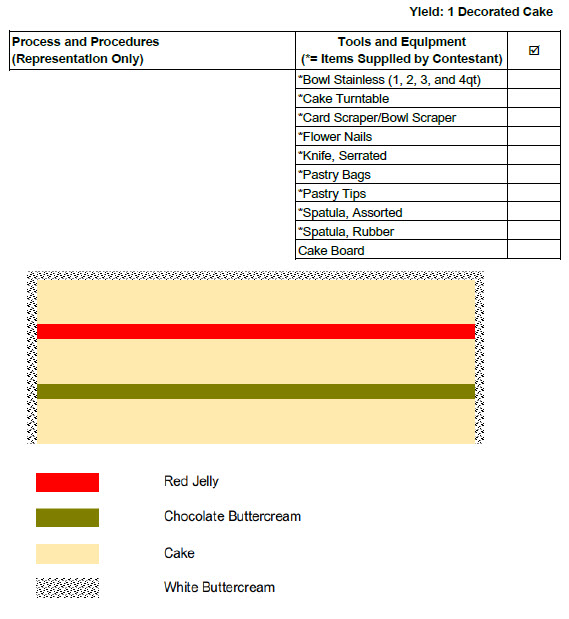 Yield: 1 Decorated Cake
Process and Procedures
(Representation Only)
Tools and Equipment
(*= Items Supplied by Contestant)
☑
*Bowl Stainless (1, 2, 3, and 4qt)
*Cake Turntable
*Card Scraper/Bowl Scraper
*Flower Nails
*Knife, Serrated
*Pastry Bags
*Pastry Tips
*Spatula, Assorted
*Spatula, Rubber
Cake Board
Red Jelly
Chocolate Buttercream
Cake
White Buttercream